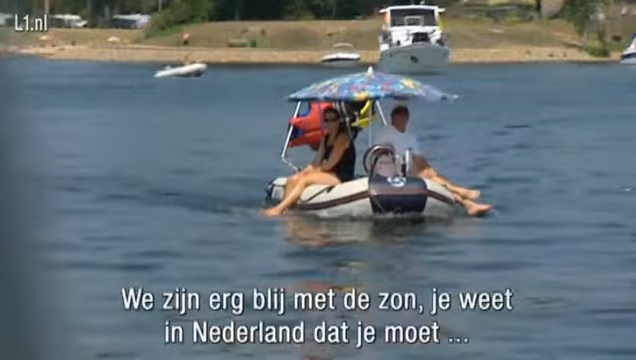 L1.nl
We zijn erg blij met de zon, je weet
in Nederland dat je moet ...